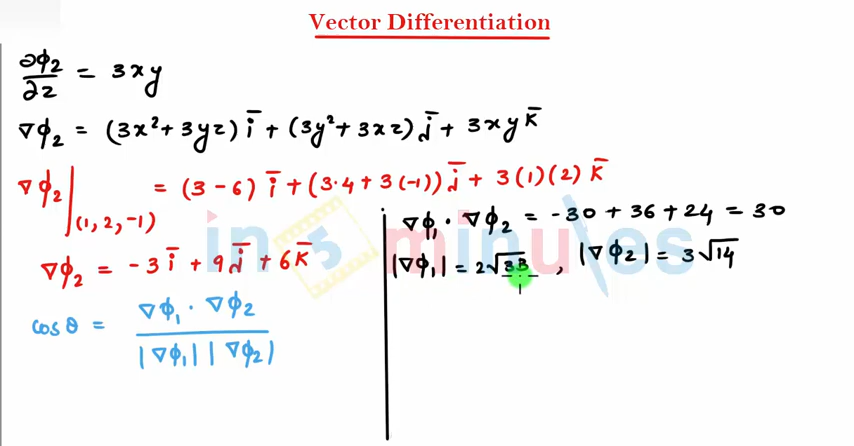 Vector Differentiation
∂ϕ₂/∂z = 3xy
∇ϕ₂ = (3x² + 3yz) i̅ + (3y² + 3xz) j̅ + 3xy k̅
∇ϕ₂|(1, 2, -1) = (3 - 6) i̅ + (3·4 + 3(-1)) j̅ + 3(1)(2) k̅
∇ϕ₂ = -3 i̅ + 9 j̅ + 6 k̅
cos θ = ∇ϕ₁ · ∇ϕ₂ / |∇ϕ₁| |∇ϕ₂|
∇ϕ₁ · ∇ϕ₂ = -30 + 36 + 24 = 30
|∇ϕ₁| = 2√33 , |∇ϕ₂| = 3√14
in 5 minutes